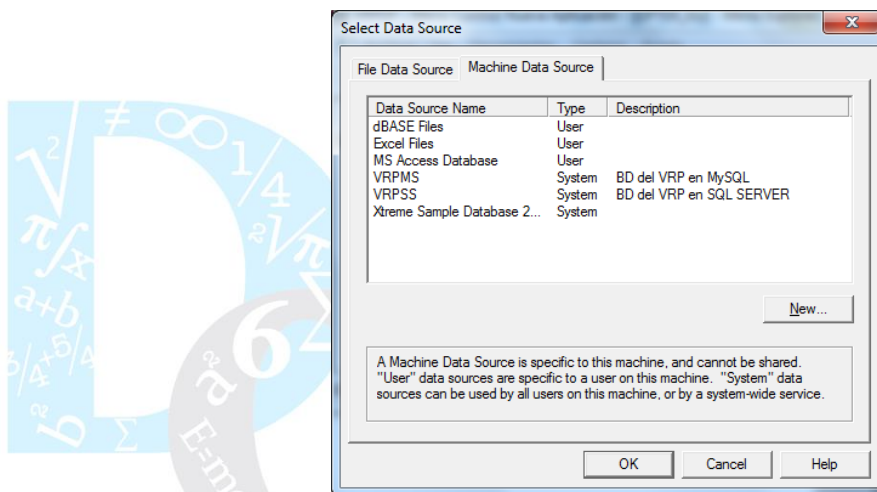 Select Data Source
File Data Source Machine Data Source
Data Source Name Type Description
dBASE Files User
Excel Files User
MS Access Database User
VRPMS System BD del VRP en MySQL
VRPSS System BD del VRP en SQL SERVER
Xtreme Sample Database 2... System
New...
A Machine Data Source is specific to this machine, and cannot be shared.
"User" data sources are specific to a user on this machine. "System" data
sources can be used by all users on this machine, or by a system-wide service.
OK Cancel Help
≠ ∞
1/4
π ∫x
a+b
6
a²
b Σ